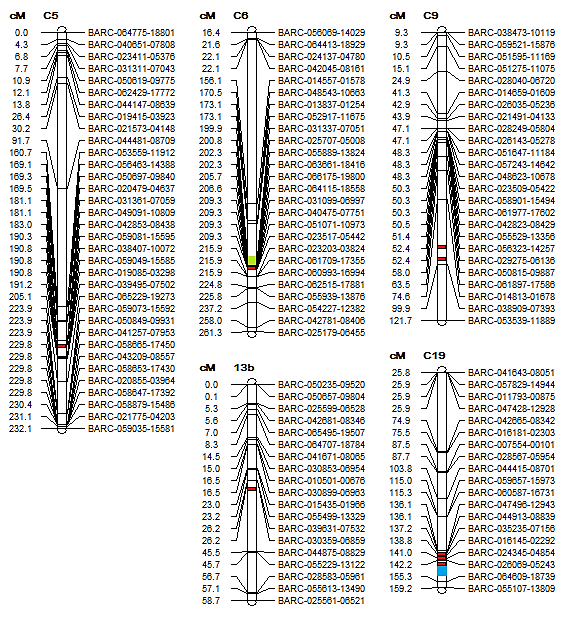 cM C5
0.0 BARC-064775-18801
4.3 BARC-040651-07808
6.8 BARC-023411-05376
7.7 BARC-031311-07043
10.9 BARC-050619-09775
12.1 BARC-062429-17772
13.8 BARC-044147-08639
26.4 BARC-019415-03923
30.2 BARC-021573-04148
91.7 BARC-044481-08709
160.7 BARC-053559-11912
169.1 BARC-056463-14388
169.3 BARC-050697-09840
169.5 BARC-020479-04637
181.1 BARC-031361-07059
181.1 BARC-049091-10809
183.0 BARC-042853-08438
190.3 BARC-059081-15595
190.8 BARC-038407-10072
190.8 BARC-059049-15585
190.8 BARC-019085-03298
191.2 BARC-039495-07502
205.1 BARC-065229-19273
223.9 BARC-059073-15592
223.9 BARC-050849-09931
223.9 BARC-041257-07963
229.8 BARC-058665-17450
229.8 BARC-043209-08557
229.8 BARC-058653-17430
229.8 BARC-020855-03964
229.8 BARC-058647-17392
230.4 BARC-058879-15486
231.1 BARC-021775-04203
232.1 BARC-059035-15581
cM C6
16.4 BARC-056069-14029
21.6 BARC-064413-18929
22.1 BARC-024137-04780
22.1 BARC-042045-08161
156.1 BARC-014557-01578
170.5 BARC-048543-10663
173.1 BARC-013837-01254
173.1 BARC-052917-11675
199.9 BARC-031337-07051
200.8 BARC-025707-05008
202.3 BARC-055889-13824
202.3 BARC-063661-18416
205.7 BARC-066175-19800
206.6 BARC-064115-18558
209.3 BARC-031099-06997
209.3 BARC-040475-07751
209.3 BARC-051071-10973
209.3 BARC-023517-05442
215.9 BARC-023203-03824
215.9 BARC-061709-17355
215.9 BARC-060993-16994
224.8 BARC-062515-17881
225.8 BARC-055939-13876
237.2 BARC-054227-12382
258.0 BARC-042781-08406
261.3 BARC-025179-06455
cM C9
9.3 BARC-038473-10119
9.3 BARC-059521-15876
10.5 BARC-051595-11169
15.1 BARC-051275-11075
24.9 BARC-028040-06720
41.3 BARC-014659-01609
42.9 BARC-026035-05236
43.9 BARC-021491-04133
47.1 BARC-028249-05804
47.1 BARC-026143-05278
48.3 BARC-051647-11184
48.3 BARC-057243-14642
48.3 BARC-048623-10678
50.3 BARC-023509-05422
50.3 BARC-058901-15494
50.3 BARC-061977-17602
50.5 BARC-042823-08429
51.4 BARC-055529-13356
52.4 BARC-056323-14257
52.4 BARC-029275-06136
58.0 BARC-050815-09887
63.5 BARC-061897-17586
74.6 BARC-014813-01678
99.9 BARC-038909-07393
121.7 BARC-053539-11889
cM 13b
0.0 BARC-050235-09520
0.1 BARC-050657-09804
5.3 BARC-025599-06528
5.6 BARC-042681-08346
7.0 BARC-065495-19507
8.3 BARC-064707-18784
14.5 BARC-041671-08065
15.0 BARC-030853-06954
16.5 BARC-010501-00676
16.5 BARC-030899-06963
23.0 BARC-015435-01966
23.2 BARC-055499-13329
26.2 BARC-039631-07532
26.2 BARC-030359-06859
45.5 BARC-044875-08829
45.7 BARC-055229-13122
56.7 BARC-028583-05961
57.1 BARC-055613-13490
58.7 BARC-025561-06521
cM C19
25.8 BARC-041643-08051
25.9 BARC-057829-14944
25.9 BARC-011793-00875
25.9 BARC-047428-12928
74.9 BARC-042665-08342
75.5 BARC-016181-02303
87.5 BARC-007554-00101
87.7 BARC-028567-05954
103.8 BARC-044415-08701
115.0 BARC-059657-15973
115.3 BARC-060587-16731
136.1 BARC-047496-12943
136.1 BARC-044913-08839
137.2 BARC-035235-07156
138.8 BARC-016145-02292
141.0 BARC-024345-04854
142.2 BARC-026069-05243
155.3 BARC-064609-18739
159.2 BARC-055107-13809